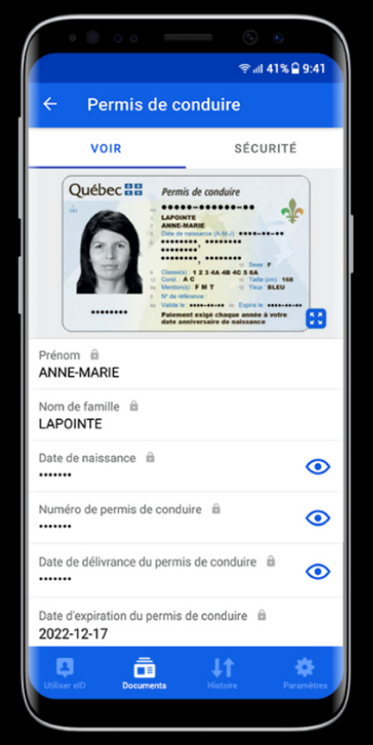 41% 9:41
Permis de conduire
VOIR
SÉCURITÉ
Québec
Permis de conduire
LAPOINTE
ANNE-MARIE
Date de naissance (A-M-J)
Sexe F
Classe(s) 1 2 3 4A 4B 4C 5 6A
Cond. A C Taille (cm) 168
Mention(s) F M T Yeux BLEU
N° de référence
Valide le Expire le
Paiement exigé chaque année à votre
date anniversaire de naissance
Prénom
ANNE-MARIE
Nom de famille
LAPOINTE
Date de naissance
•••••••
Numéro de permis de conduire
•••••••
Date de délivrance du permis de conduire
•••••••
Date d'expiration du permis de conduire
2022-12-17
Utiliser eID
Documents
Histoire
Paramètres